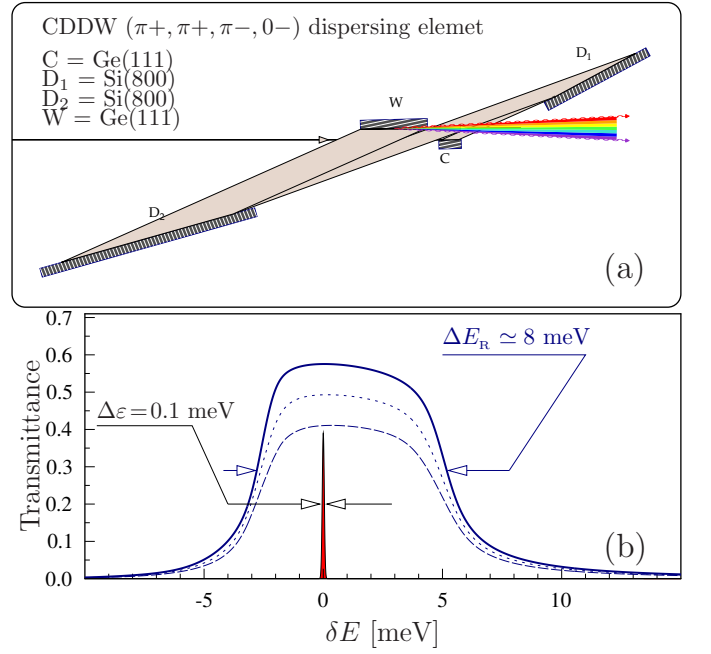 CDDW (π+, π+, π−, 0−) dispersing elemet
C = Ge(111)
D₁ = Si(800)
D₂ = Si(800)
W = Ge(111)
D₁
W
C
D₂
(a)
0.7
0.6
0.5
0.4
0.3
0.2
0.1
0.0
Transmittance
ΔE_R ≃ 8 meV
Δε=0.1 meV
(b)
-5
0
5
10
δE [meV]